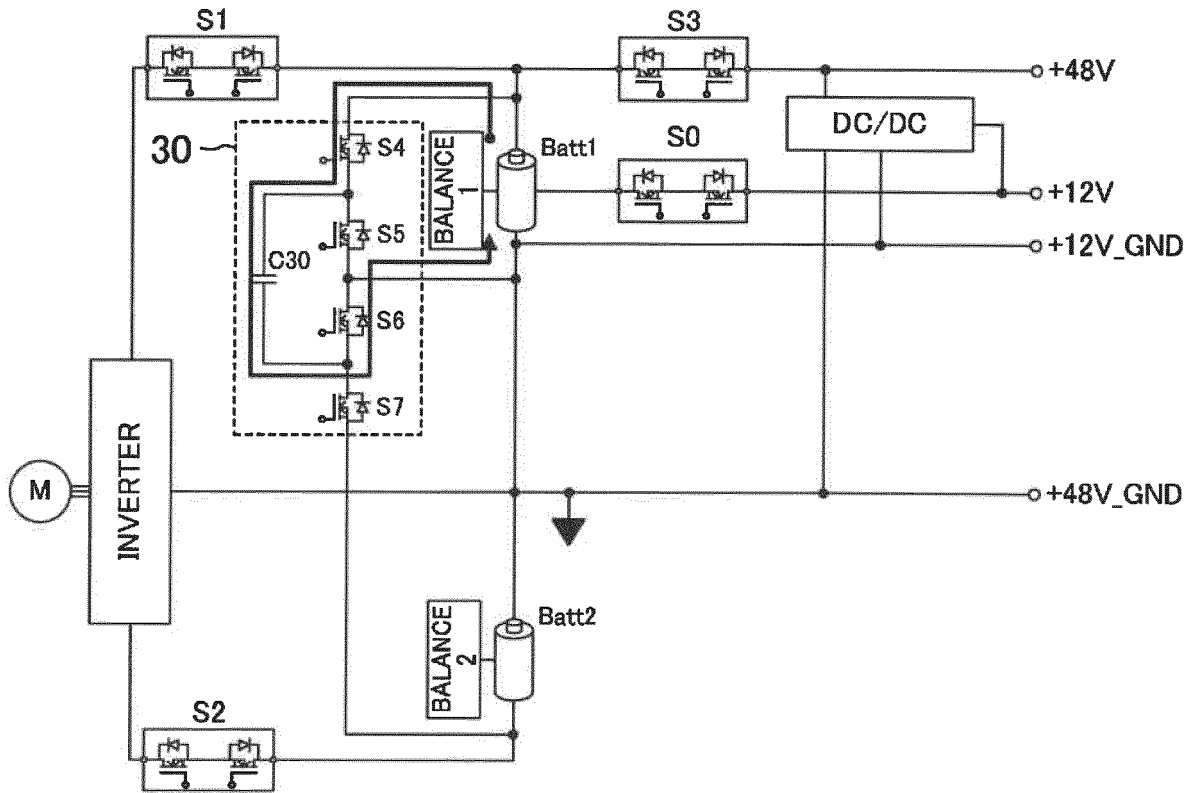 S1
S3
+48V
30
S4
BALANCE
1
Batt1
S0
DC/DC
+12V
S5
+12V_GND
C30
S6
S7
M
INVERTER
+48V_GND
BALANCE
2
Batt2
S2